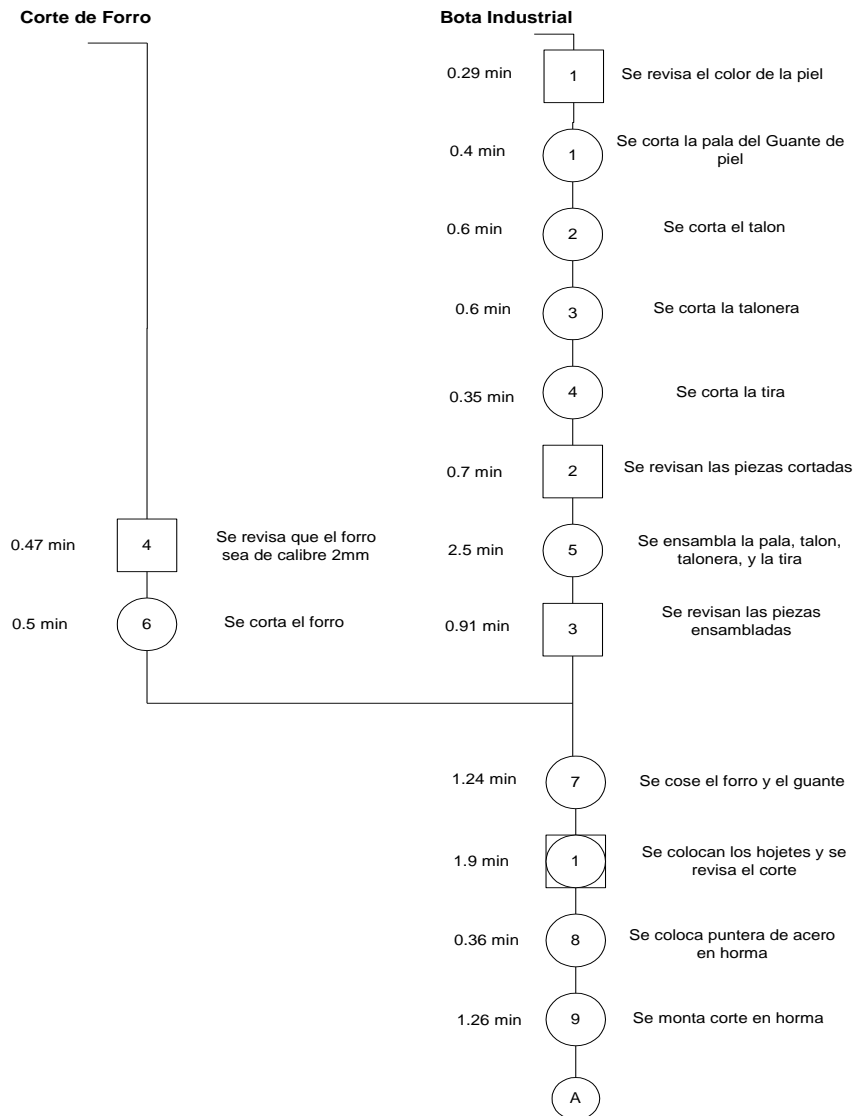 Corte de Forro
Bota Industrial
0.29 min
1
Se revisa el color de la piel
0.4 min
1
Se corta la pala del Guante de
piel
0.6 min
2
Se corta el talon
0.6 min
3
Se corta la talonera
0.35 min
4
Se corta la tira
0.7 min
2
Se revisan las piezas cortadas
0.47 min
4
Se revisa que el forro
sea de calibre 2mm
2.5 min
5
Se ensambla la pala, talon,
talonera, y la tira
0.5 min
6
Se corta el forro
0.91 min
3
Se revisan las piezas
ensambladas
1.24 min
7
Se cose el forro y el guante
1.9 min
1
Se colocan los hojetes y se
revisa el corte
0.36 min
8
Se coloca puntera de acero
en horma
1.26 min
9
Se monta corte en horma
A